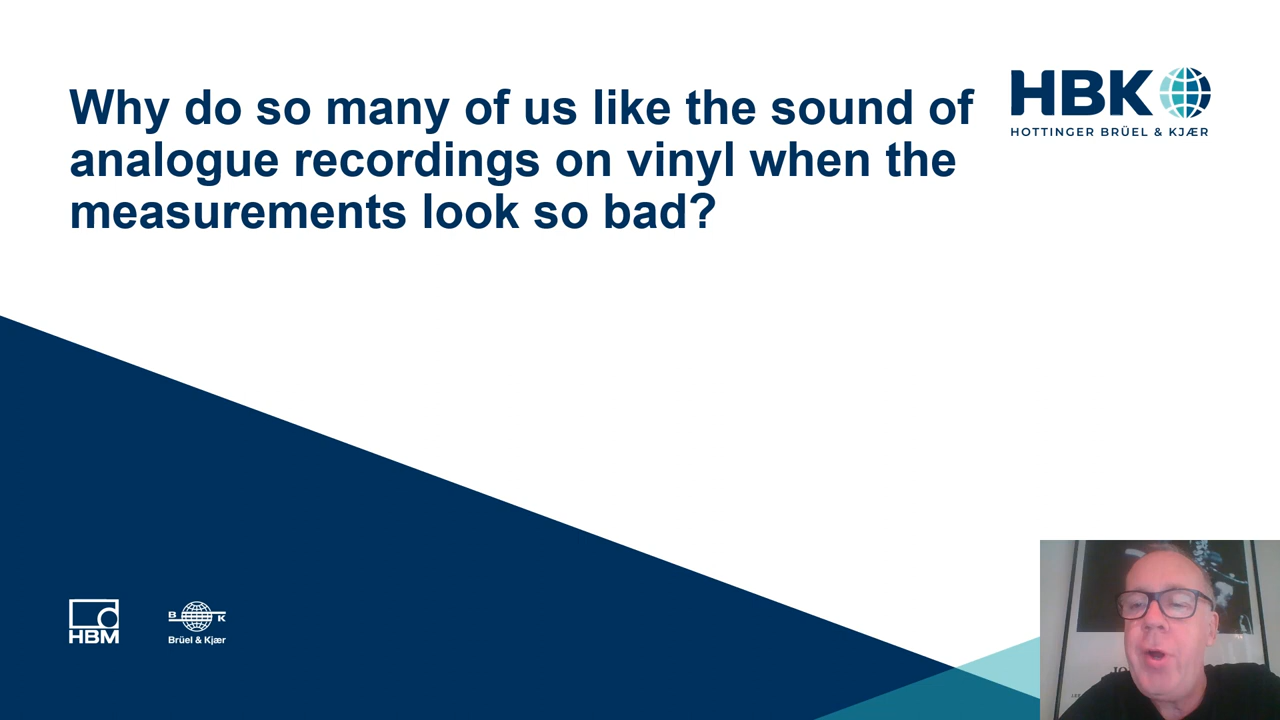 Why do so many of us like the sound of
analogue recordings on vinyl when the
measurements look so bad?
HBK
HOTTINGER BRÜEL & KJÆR
HBM
B K
Brüel & Kjær